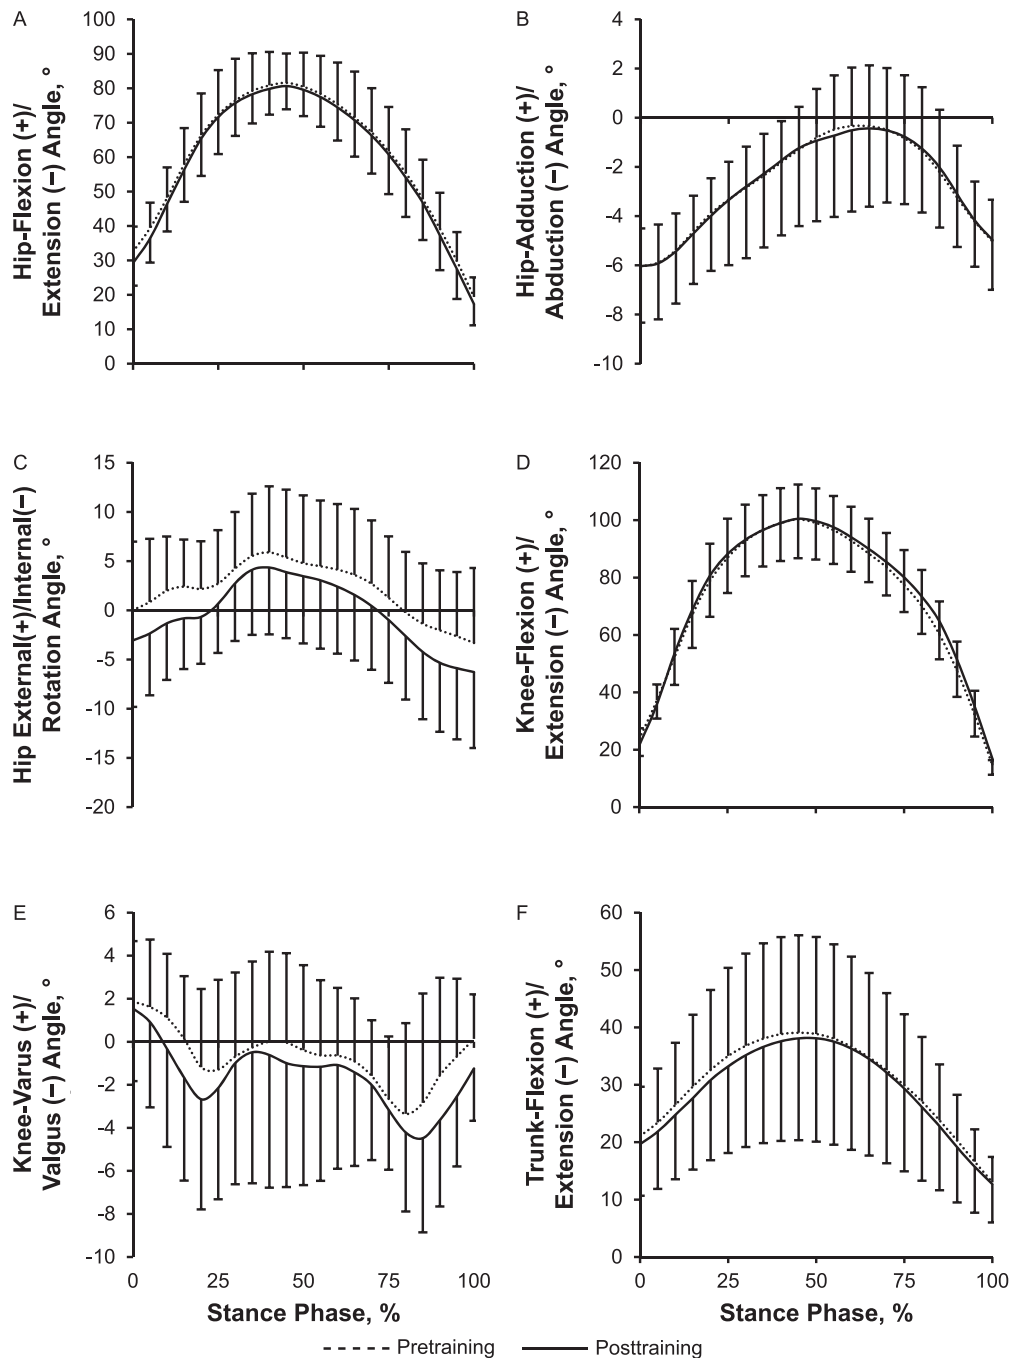 A
Hip-Flexion (+)/
Extension (−) Angle, °
100
90
80
70
60
50
40
30
20
10
0
B
Hip-Adduction (+)/
Abduction (−) Angle, °
4
2
0
-2
-4
-6
-8
-10
C
Hip External(+)/Internal(−)
Rotation Angle, °
15
10
5
0
-5
-10
-15
-20
D
Knee-Flexion (+)/
Extension (−) Angle, °
120
100
80
60
40
20
0
E
Knee-Varus (+)/
Valgus (−) Angle, °
6
4
2
0
-2
-4
-6
-8
-10
0 25 50 75 100
Stance Phase, %
F
Trunk-Flexion (+)/
Extension (−) Angle, °
60
50
40
30
20
10
0
0 25 50 75 100
Stance Phase, %
Pretraining Posttraining